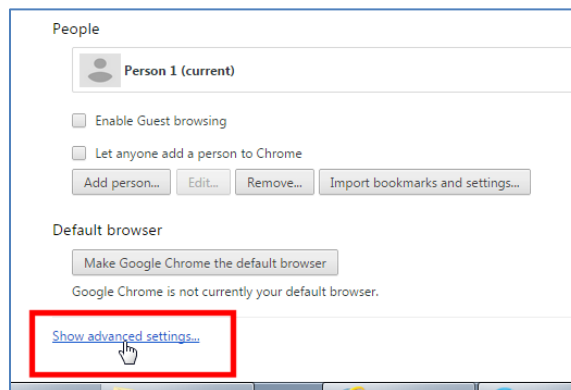 People
Person 1 (current)
Enable Guest browsing
Let anyone add a person to Chrome
Add person... Edit... Remove... Import bookmarks and settings...
Default browser
Make Google Chrome the default browser
Google Chrome is not currently your default browser.
Show advanced settings...